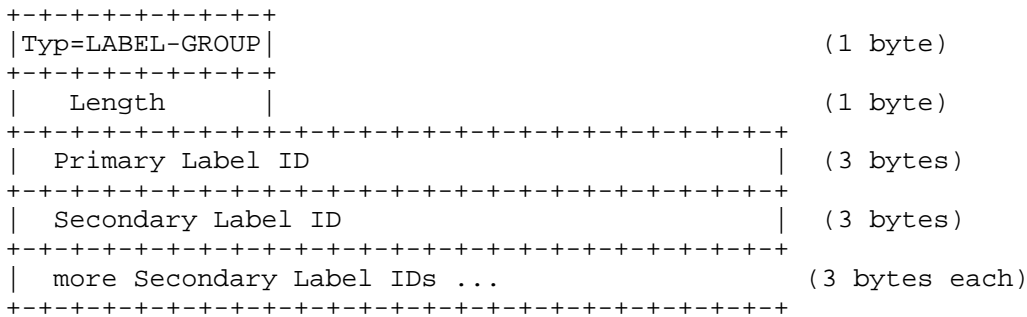 +-+-+-+-+-+-+-+-+
|Typ=LABEL-GROUP| (1 byte)
+-+-+-+-+-+-+-+-+
| Length | (1 byte)
+-+-+-+-+-+-+-+-+-+-+-+-+-+-+-+-+-+-+-+-+-+-+-+-+
| Primary Label ID | (3 bytes)
+-+-+-+-+-+-+-+-+-+-+-+-+-+-+-+-+-+-+-+-+-+-+-+-+
| Secondary Label ID | (3 bytes)
+-+-+-+-+-+-+-+-+-+-+-+-+-+-+-+-+-+-+-+-+-+-+-+-+
| more Secondary Label IDs ... (3 bytes each)
+-+-+-+-+-+-+-+-+-+-+-+-+-+-+-+-+-+-+-+-+-+-+-+-+